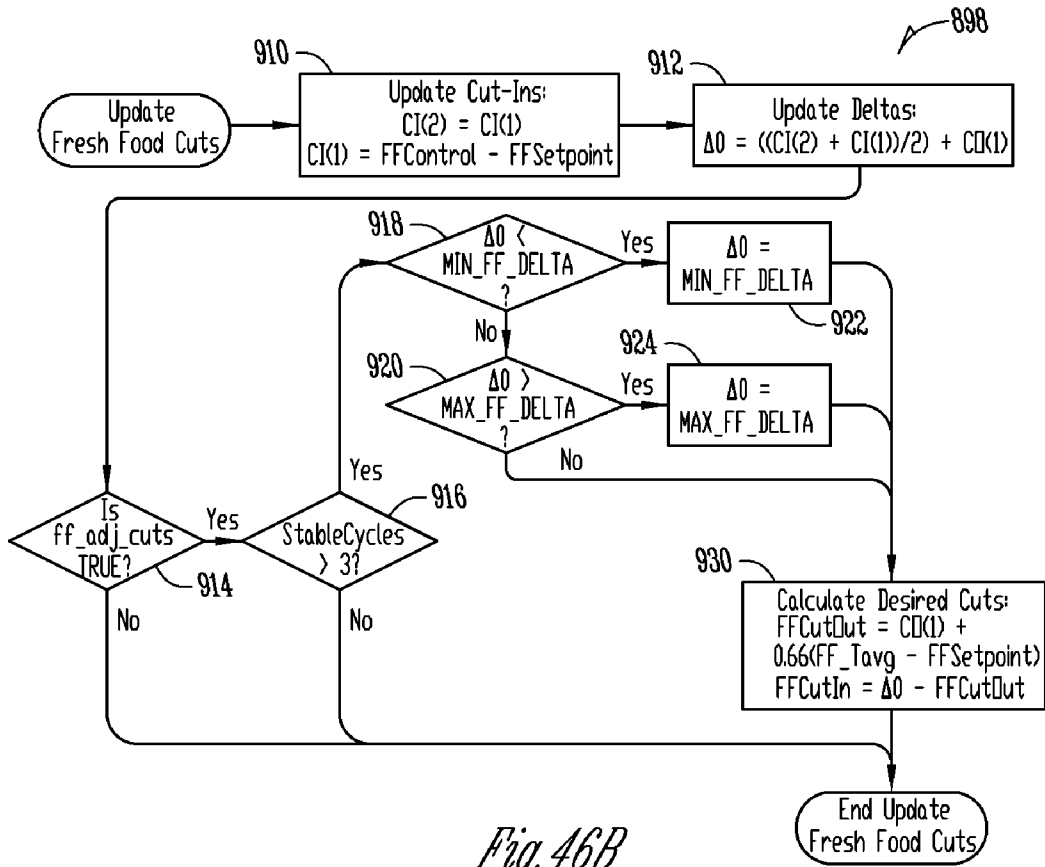 898
910
912
Update
Fresh Food Cuts
Update Cut-Ins:
CI(2) = CI(1)
CI(1) = FFControl - FFSetpoint
Update Deltas:
Δ0 = ((CI(2) + CI(1))/2) + CO(1)
918
Δ0 <
MIN_FF_DELTA
?
Yes
Δ0 =
MIN_FF_DELTA
922
No
920
Δ0 >
MAX_FF_DELTA
?
Yes
924
Δ0 =
MAX_FF_DELTA
No
Yes
Is
ff_adj_cuts
TRUE?
914
Yes
StableCycles
> 3?
916
No
No
930
Calculate Desired Cuts:
FFCutOut = CO(1) +
0.66(FF_Tavg - FFSetpoint)
FFCutIn = Δ0 - FFCutOut
End Update
Fresh Food Cuts
Fig. 46B